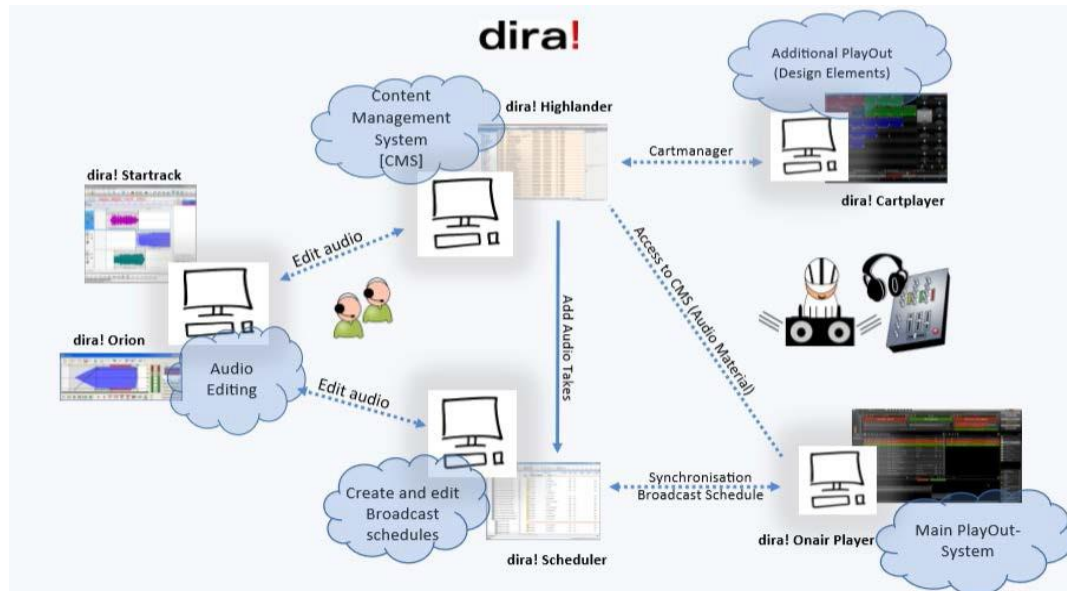 dira!
Additional PlayOut
(Design Elements)
Content
Management
System
[CMS]
dira! Highlander
Cartmanager
dira! Cartplayer
dira! Startrack
Edit audio
Access to CMS (Audio Material)
Add Audio Takes
dira! Orion
Audio
Editing
Edit audio
Create and edit
Broadcast
schedules
Synchronisation
Broadcast Schedule
dira! Scheduler
dira! Onair Player
Main PlayOut-
System